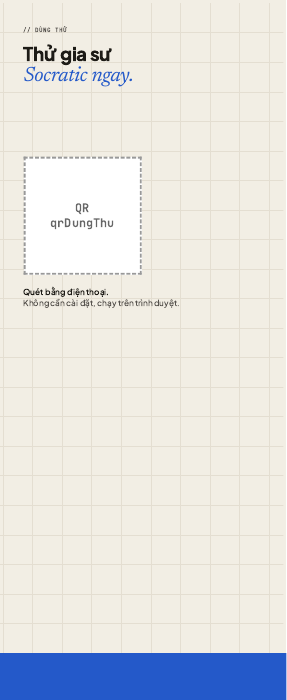 // DÙNG THỬ
Thử gia sư
Socratic ngay.
QR
qrDungThu
Quét bằng điện thoại.
Không cần cài đặt, chạy trên trình duyệt.